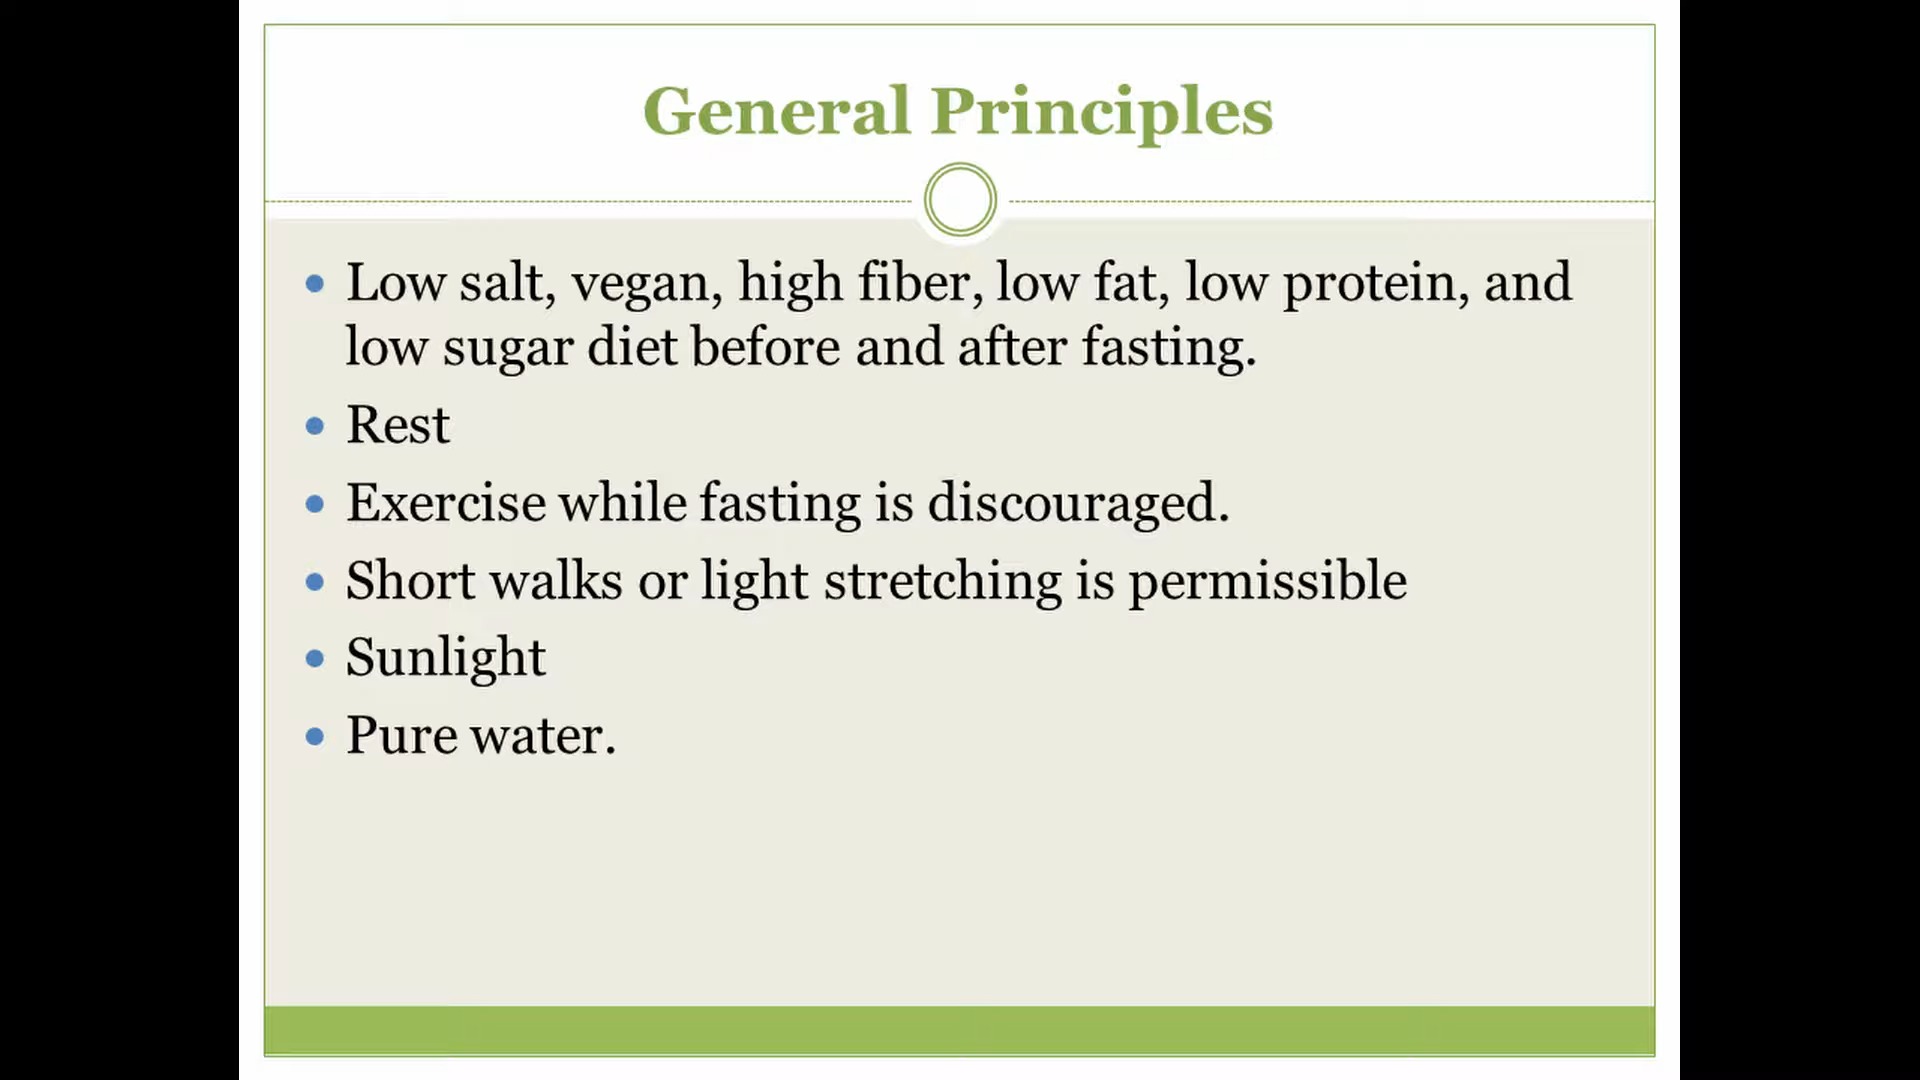 General Principles
• Low salt, vegan, high fiber, low fat, low protein, and
low sugar diet before and after fasting.
• Rest
• Exercise while fasting is discouraged.
• Short walks or light stretching is permissible
• Sunlight
• Pure water.